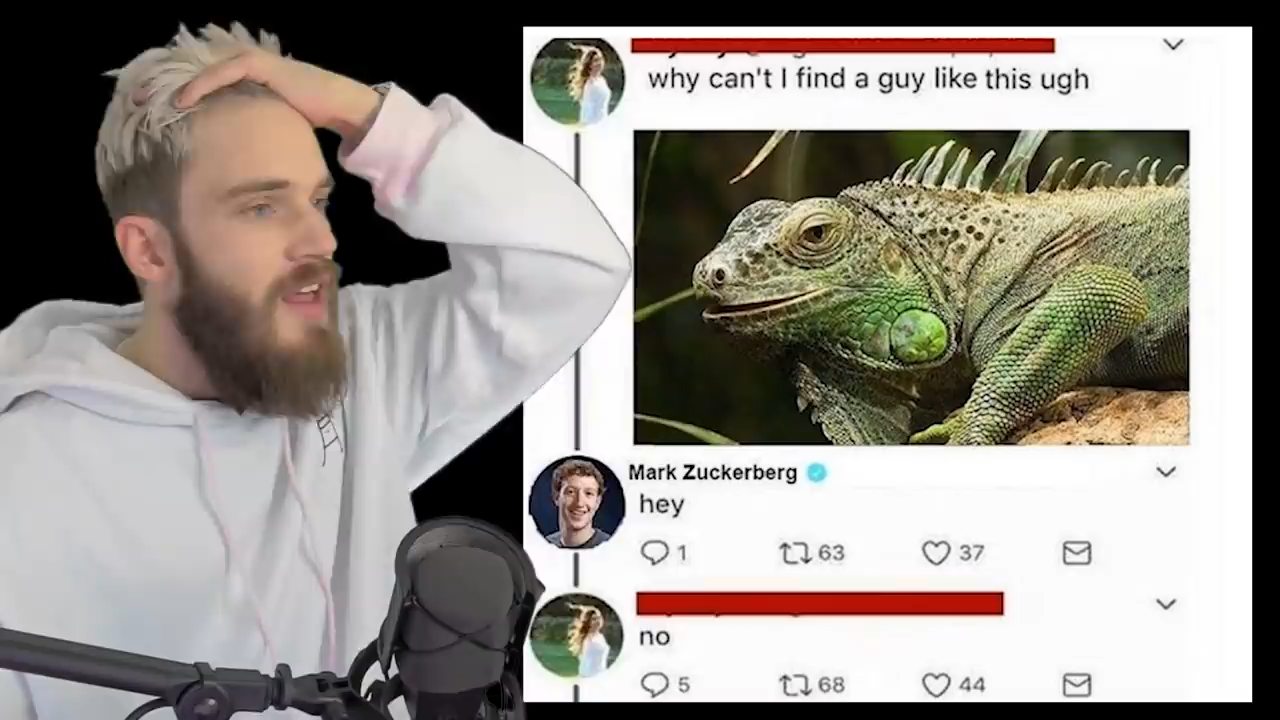 why can't I find a guy like this ugh
Mark Zuckerberg
hey
1 63 37
no
5 68 44